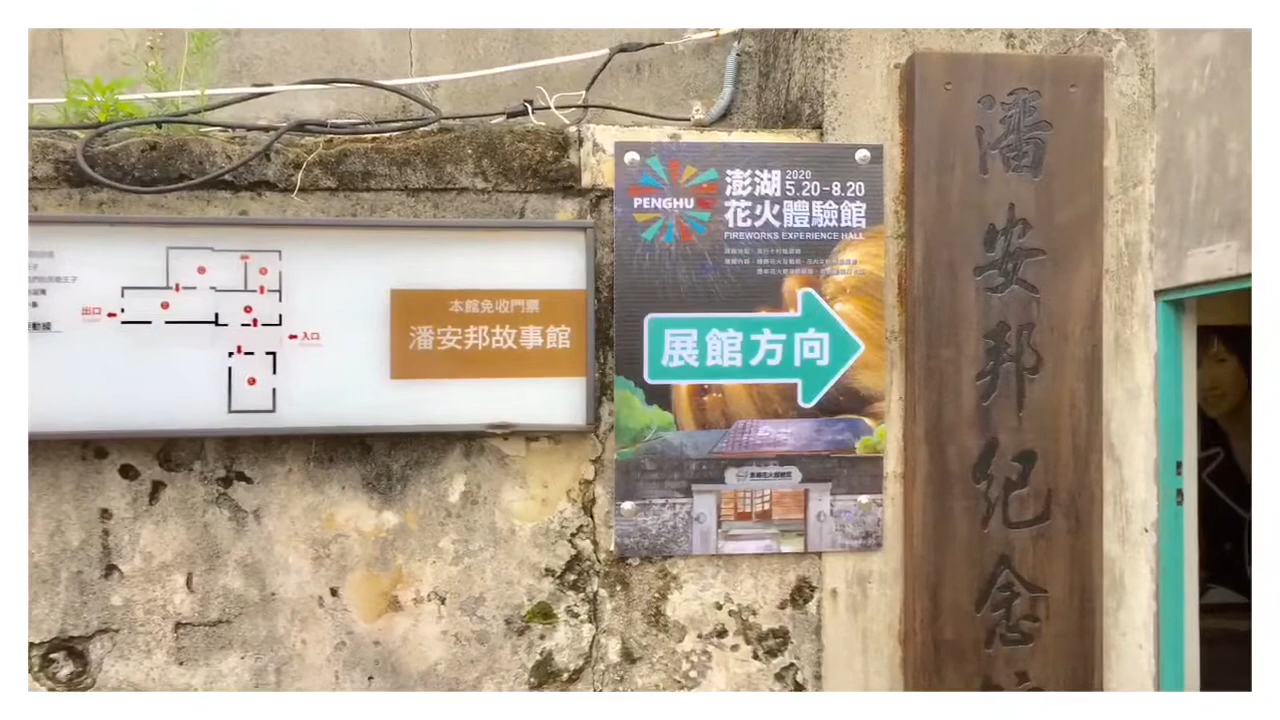 出口
入口
本館免收門票
潘安邦故事館
PENGHU
澎湖 2020 5.20-8.20
花火體驗館
FIREWORKS EXPERIENCE HALL
展館方向
潘安邦紀念